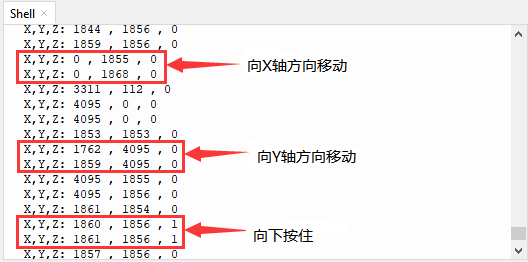 Shell ×
X,Y,Z: 1844 , 1856 , 0
X,Y,Z: 1859 , 1856 , 0
X,Y,Z: 0 , 1855 , 0
X,Y,Z: 0 , 1868 , 0
向X轴方向移动
X,Y,Z: 3311 , 112 , 0
X,Y,Z: 4095 , 0 , 0
X,Y,Z: 4095 , 0 , 0
X,Y,Z: 1853 , 1853 , 0
X,Y,Z: 1762 , 4095 , 0
X,Y,Z: 1859 , 4095 , 0
向Y轴方向移动
X,Y,Z: 4095 , 1855 , 0
X,Y,Z: 4095 , 1856 , 0
X,Y,Z: 1861 , 1854 , 0
X,Y,Z: 1860 , 1856 , 1
X,Y,Z: 1861 , 1856 , 1
向下按住
X,Y,Z: 1857 , 1856 , 0